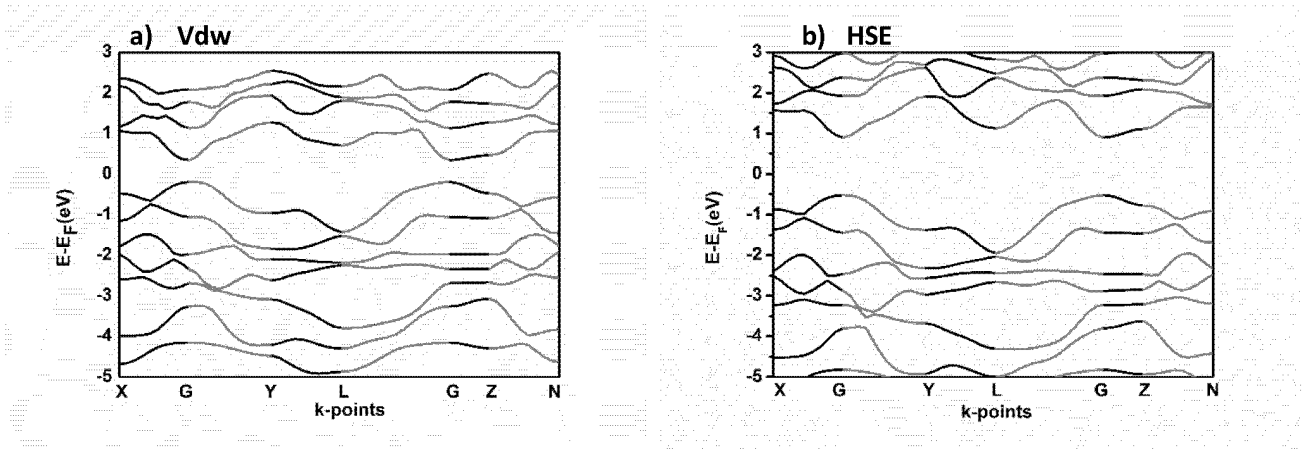 a) Vdw
3
2
1
0
-1
-2
-3
-4
-5
E-E_F(eV)
X G Y L G Z N
k-points
b) HSE
3
2
1
0
-1
-2
-3
-4
-5
E-E_F(eV)
X G Y L G Z N
k-points